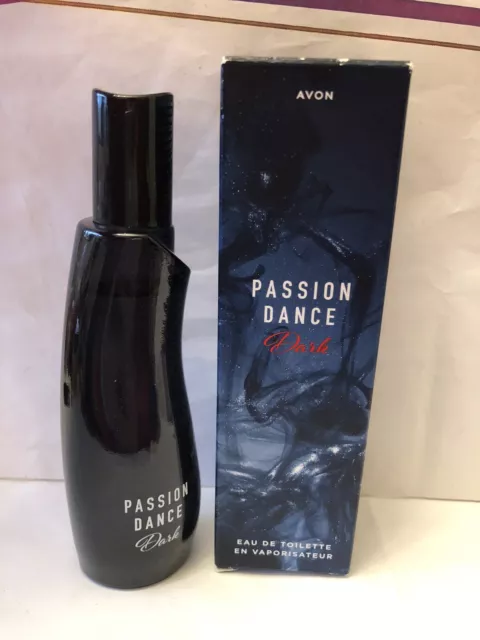 AVON
PASSION
DANCE
Dark
EAU DE TOILETTE
EN VAPORISATEUR
PASSION
DANCE
Dark